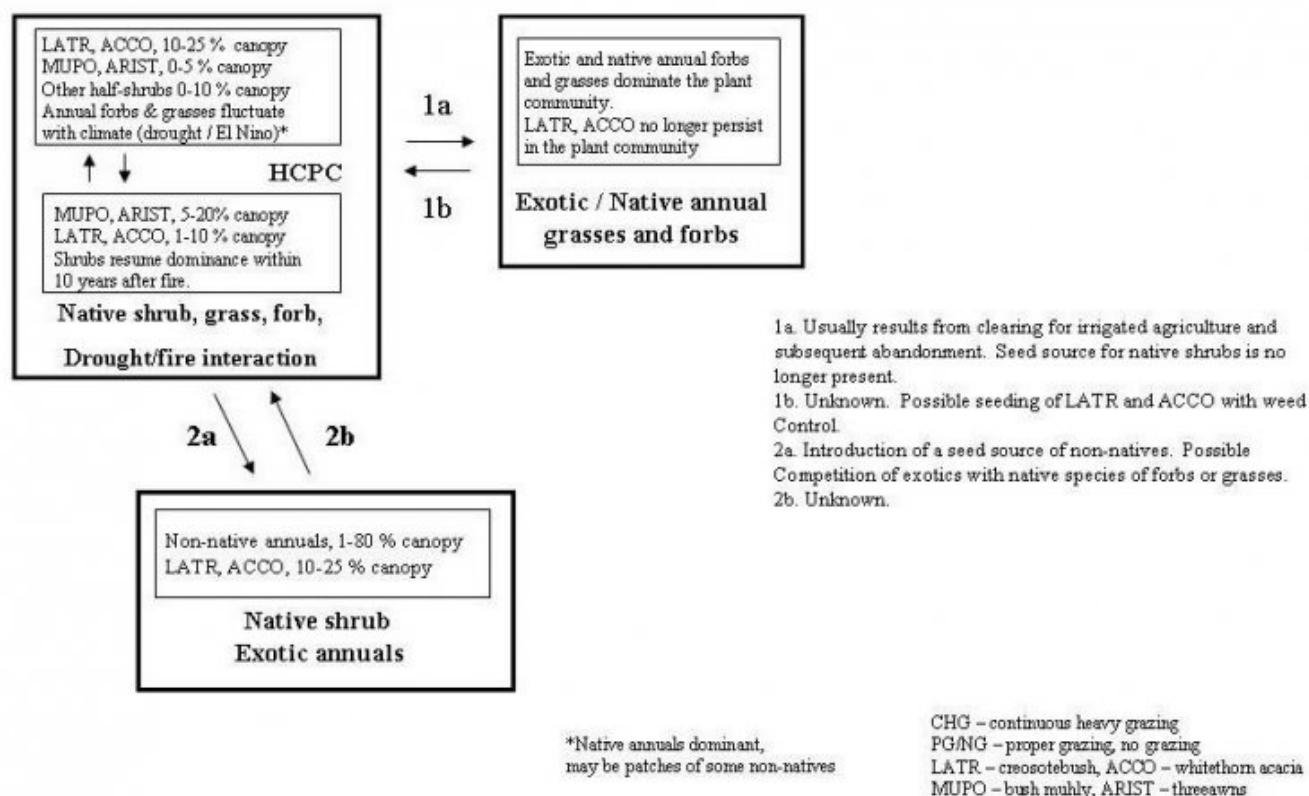 LATR, ACCO, 10-25 % canopy
MUPO, ARIST, 0-5 % canopy
Other half-shrubs 0-10 % canopy
Annual forbs & grasses fluctuate
with climate (drought / El Nino)*
HCPC
MUPO, ARIST, 5-20% canopy
LATR, ACCO, 1-10 % canopy
Shrubs resume dominance within
10 years after fire.
Native shrub, grass, forb,
Drought/fire interaction
1a
1b
Exotic and native annual forbs
and grasses dominate the plant
community.
LATR, ACCO no longer persist
in the plant community
Exotic / Native annual
grasses and forbs
2a
2b
Non-native annuals, 1-80 % canopy
LATR, ACCO, 10-25 % canopy
Native shrub
Exotic annuals
1a. Usually results from clearing for irrigated agriculture and
subsequent abandonment. Seed source for native shrubs is no
longer present.
1b. Unknown. Possible seeding of LATR and ACCO with weed
Control.
2a. Introduction of a seed source of non-natives. Possible
Competition of exotics with native species of forbs or grasses.
2b. Unknown.
*Native annuals dominant,
may be patches of some non-natives
CHG – continuous heavy grazing
PG/NG – proper grazing, no grazing
LATR – creosotebush, ACCO – whitethorn acacia
MUPO – bush muhly, ARIST – threeawns